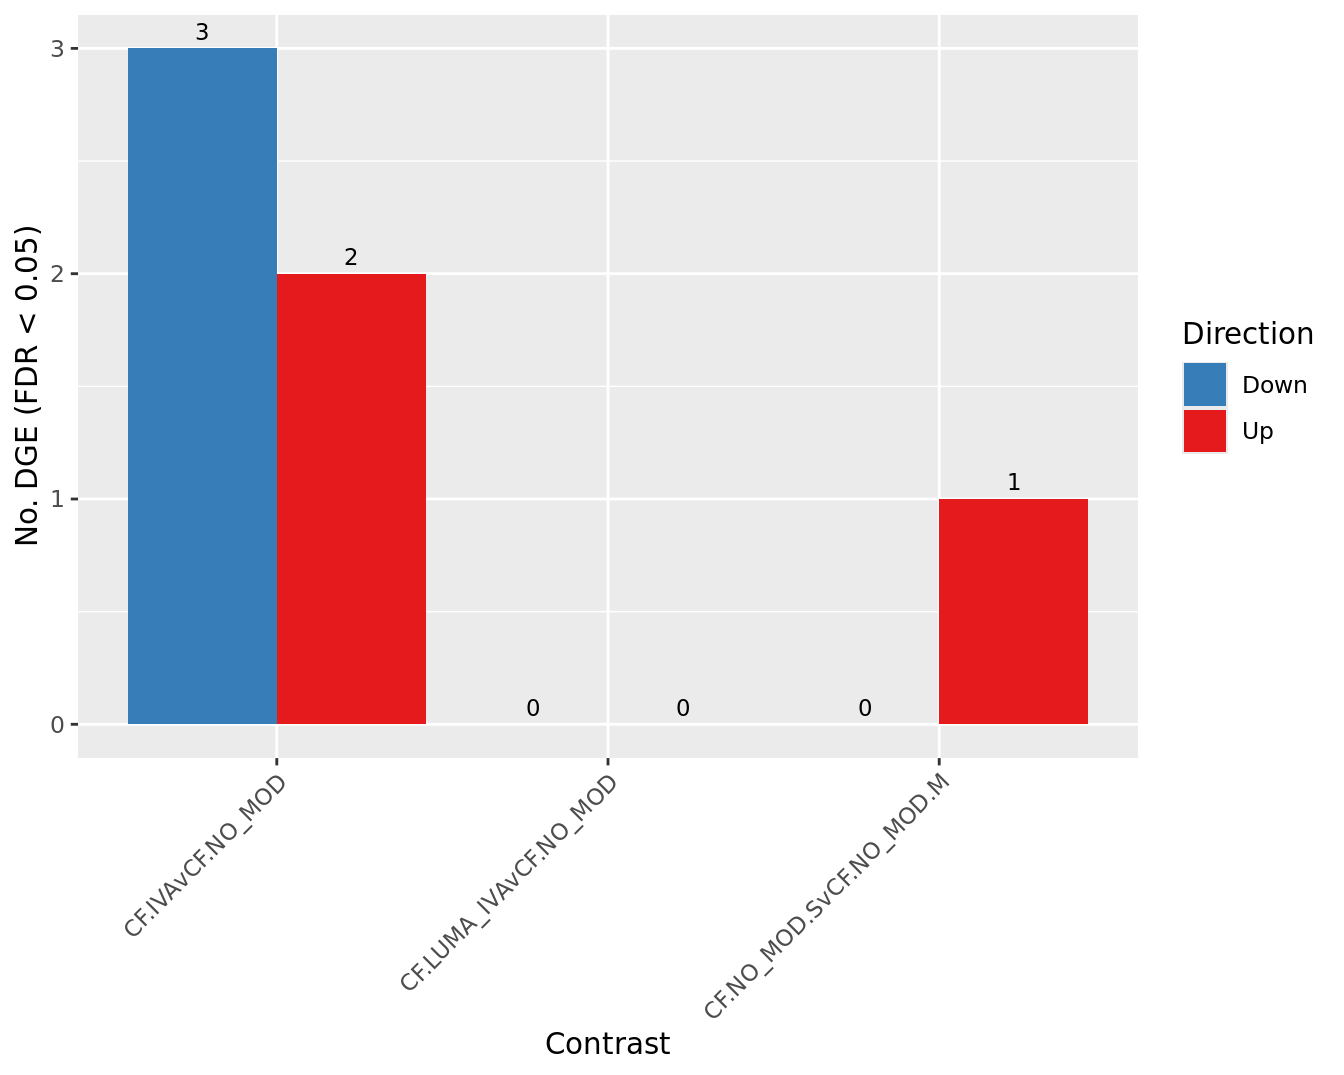 No. DGE (FDR < 0.05)
3
2
1
0
3
2
0
0
0
1
CF.IVAvCF.NO_MOD
CF.LUMA_IVAvCF.NO_MOD
CF.NO_MOD.SvCF.NO_MOD.M
Contrast
Direction
Down
Up